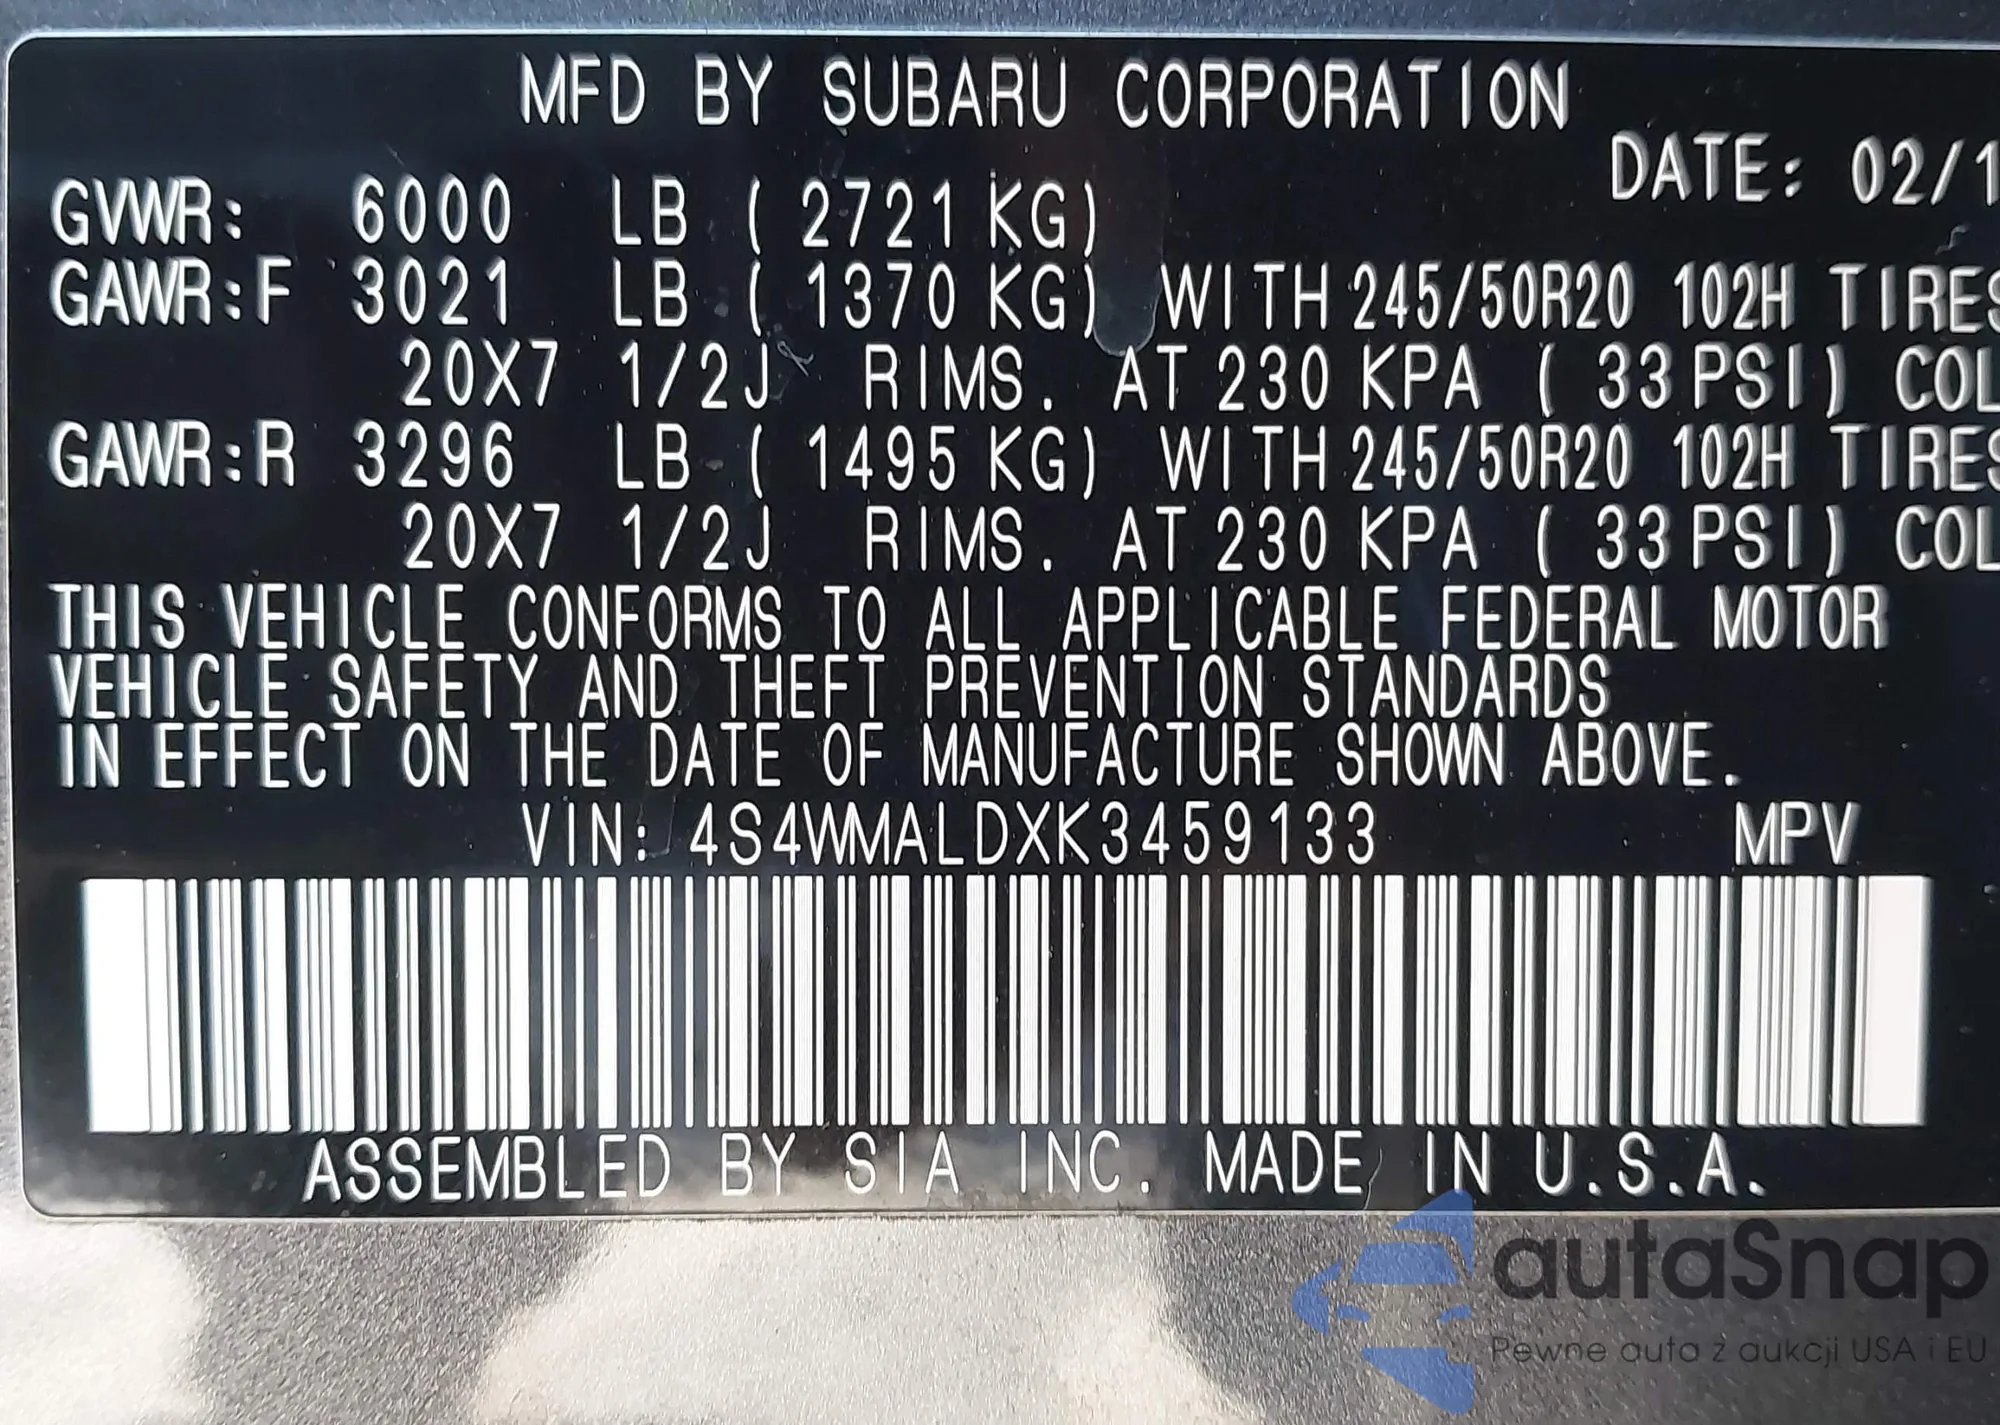 MFD BY SUBARU CORPORATION
DATE: 02/1
GVWR: 6000 LB ( 2721 KG)
GAWR:F 3021 LB ( 1370 KG) WITH 245/50R20 102H TIRES
20X7 1/2J RIMS. AT 230 KPA ( 33 PSI) COL
GAWR:R 3296 LB ( 1495 KG) WITH 245/50R20 102H TIRES
20X7 1/2J RIMS. AT 230 KPA ( 33 PSI) COL
THIS VEHICLE CONFORMS TO ALL APPLICABLE FEDERAL MOTOR
VEHICLE SAFETY AND THEFT PREVENTION STANDARDS
IN EFFECT ON THE DATE OF MANUFACTURE SHOWN ABOVE.
VIN: 4S4WMALDXK3459133 MPV
ASSEMBLED BY SIA INC. MADE IN U.S.A.
autaSnap
Pewne auta z aukcji USA i EU